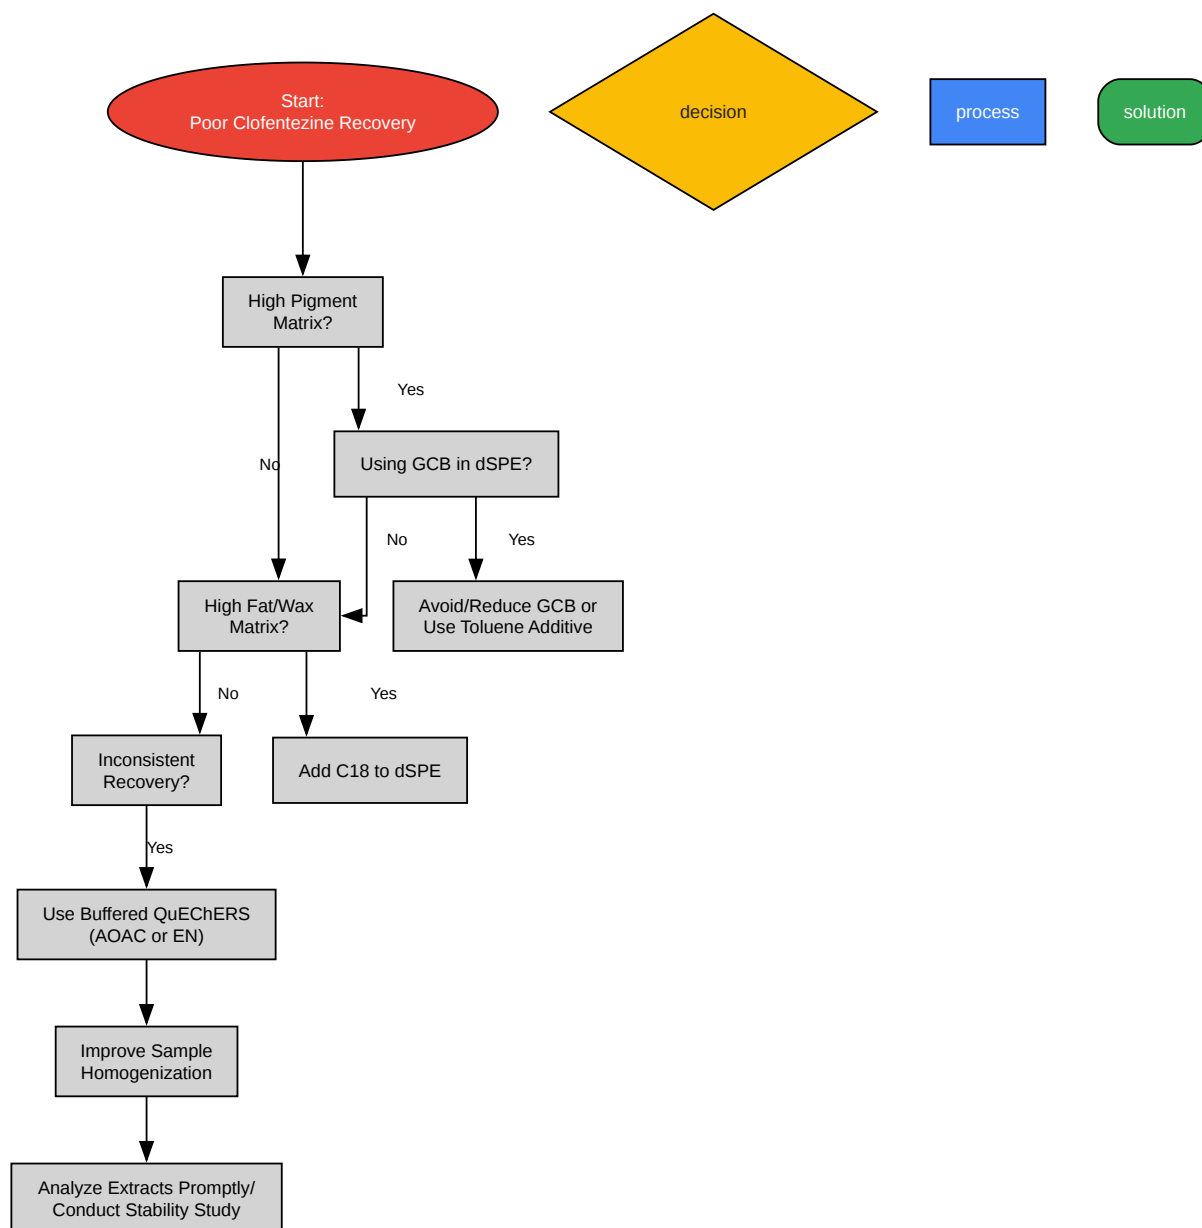 Start:
Poor Clofentezine Recovery
decision
process
solution
High Pigment
Matrix?
Yes
No
Using GCB in dSPE?
No
Yes
High Fat/Wax
Matrix?
Avoid/Reduce GCB or
Use Toluene Additive
No
Yes
Inconsistent
Recovery?
Add C18 to dSPE
Yes
Use Buffered QuEChERS
(AOAC or EN)
Improve Sample
Homogenization
Analyze Extracts Promptly/
Conduct Stability Study